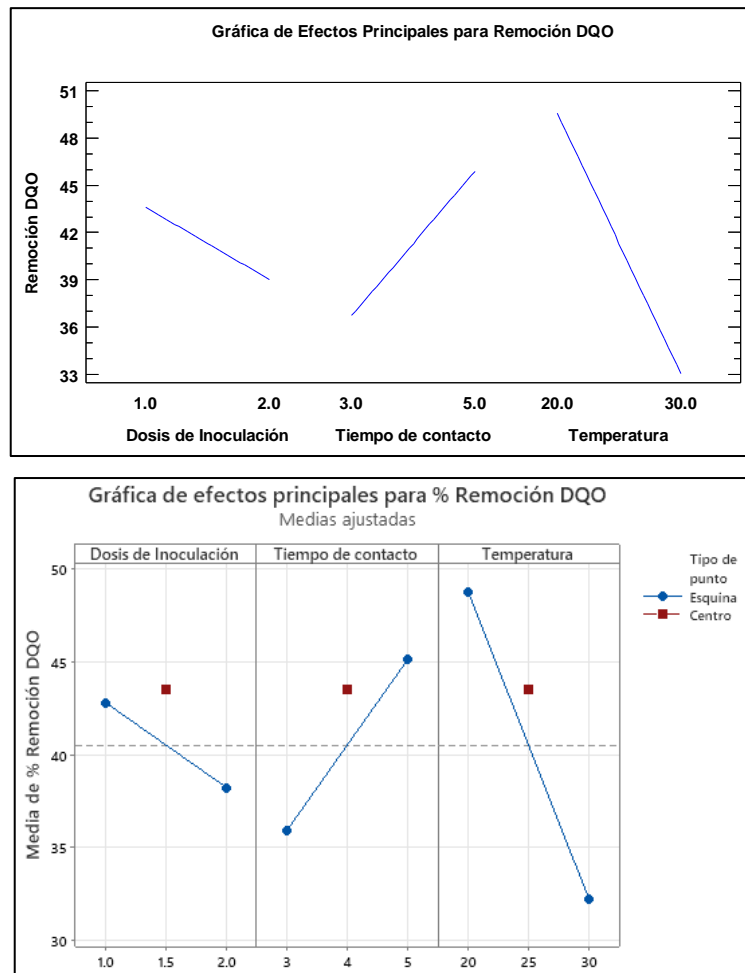 Gráfica de Efectos Principales para Remoción DQO
Remoción DQO
51
48
45
42
39
36
33
1.0 2.0 3.0 5.0 20.0 30.0
Dosis de Inoculación Tiempo de contacto Temperatura
Gráfica de efectos principales para % Remoción DQO
Medias ajustadas
Dosis de Inoculación Tiempo de contacto Temperatura
Tipo de
punto
Esquina
Centro
Media de % Remoción DQO
50
45
40
35
30
1.0 1.5 2.0 3 4 5 20 25 30